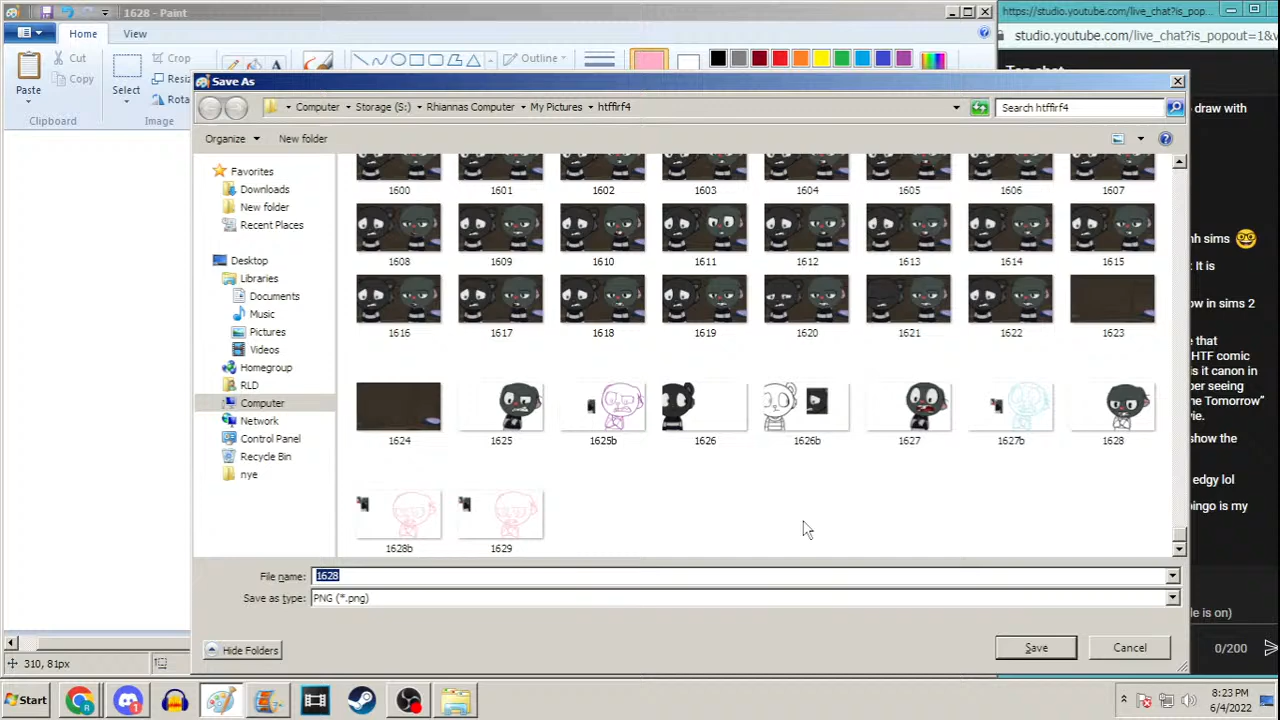 1628 - Paint
https://studio.youtube.com/live_chat?is_pop...
studio.youtube.com/live_chat?is_popout=1&v
Home
View
Cut
Copy
Paste
Crop
Select
Outline
Clipboard
Image
Top chat
Save As
Computer
Storage (S:)
Rhiannas Computer
My Pictures
htffirf4
Search htffirf4
draw with
Organize
New folder
Favorites
Downloads
New folder
Recent Places
Desktop
Libraries
Documents
Music
Pictures
Videos
Homegroup
RLD
Computer
Network
Control Panel
Recycle Bin
nye
1600 1601 1602 1603 1604 1605 1606 1607
1608 1609 1610 1611 1612 1613 1614 1615
1616 1617 1618 1619 1620 1621 1622 1623
1624 1625 1625b 1626 1626b 1627 1627b 1628
1628b 1629
sims
It is
in sims 2
that
HTF comic
is it canon in
per seeing
Tomorrow"
show the
edgy lol
is my
File name: 1628
Save as type: PNG (*.png)
is on)
Hide Folders
Save
Cancel
0/200
310, 81px
Start
8:23 PM
6/4/2022